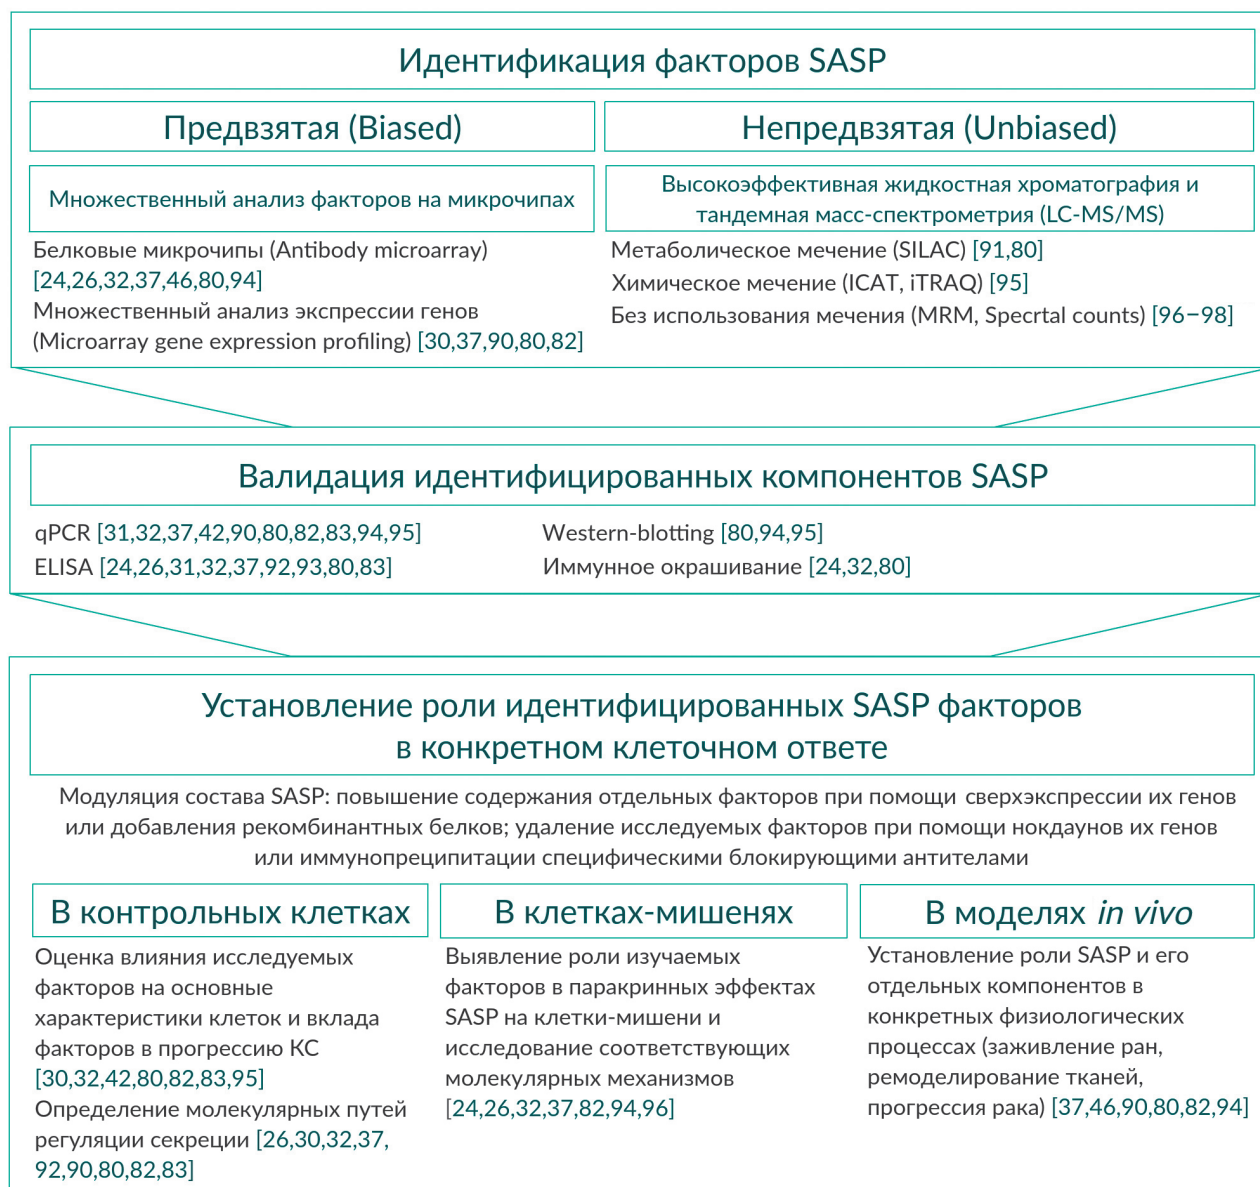 Идентификация факторов SASP
Предвзятая (Biased)
Множественный анализ факторов на микрочипах
Белковые микрочипы (Antibody microarray)
[24,26,32,37,46,80,94]
Множественный анализ экспрессии генов
(Microarray gene expression profiling) [30,37,90,80,82]
Непредвзятая (Unbiased)
Высокоэффективная жидкостная хроматография и
тандемная масс-спектрометрия (LC-MS/MS)
Метаболическое мечение (SILAC) [91,80]
Химическое мечение (ICAT, iTRAQ) [95]
Без использования мечения (MRM, Specrtal counts) [96–98]
Валидация идентифицированных компонентов SASP
qPCR [31,32,37,42,90,80,82,83,94,95]
ELISA [24,26,31,32,37,92,93,80,83]
Western-blotting [80,94,95]
Иммунное окрашивание [24,32,80]
Установление роли идентифицированных SASP факторов
в конкретном клеточном ответе
Модуляция состава SASP: повышение содержания отдельных факторов при помощи сверхэкспрессии их генов
или добавления рекомбинантных белков; удаление исследуемых факторов при помощи нокдаунов их генов
или иммунопреципитации специфическими блокирующими антителами
В контрольных клетках
Оценка влияния исследуемых
факторов на основные
характеристики клеток и вклада
факторов в прогрессию КС
[30,32,42,80,82,83,95]
Определение молекулярных путей
регуляции секреции [26,30,32,37,
92,90,80,82,83]
В клетках-мишенях
Выявление роли изучаемых
факторов в паракринных эффектах
SASP на клетки-мишени и
исследование соответствующих
молекулярных механизмов
[24,26,32,37,82,94,96]
В моделях in vivo
Установление роли SASP и его
отдельных компонентов в
конкретных физиологических
процессах (заживление ран,
ремоделирование тканей,
прогрессия рака) [37,46,90,80,82,94]